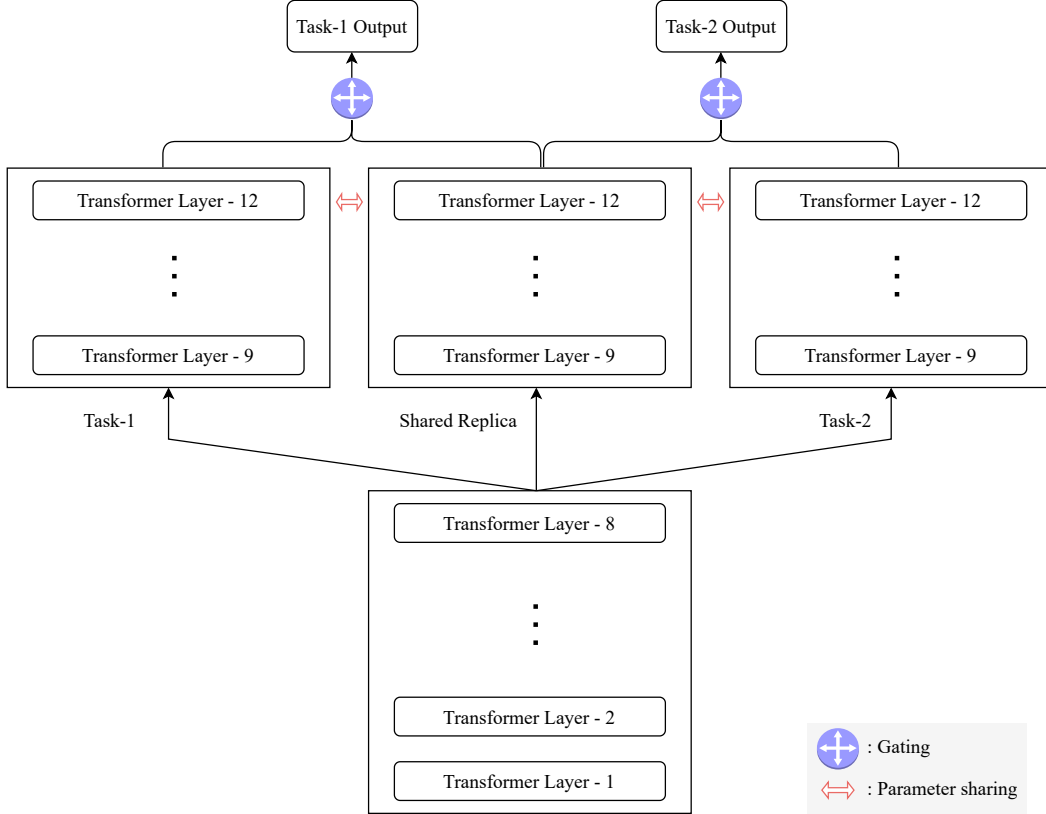 Task-1 Output
Task-2 Output
Transformer Layer - 12
Transformer Layer - 12
Transformer Layer - 12
Transformer Layer - 9
Transformer Layer - 9
Transformer Layer - 9
Task-1
Shared Replica
Task-2
Transformer Layer - 8
Transformer Layer - 2
Transformer Layer - 1
: Gating
: Parameter sharing